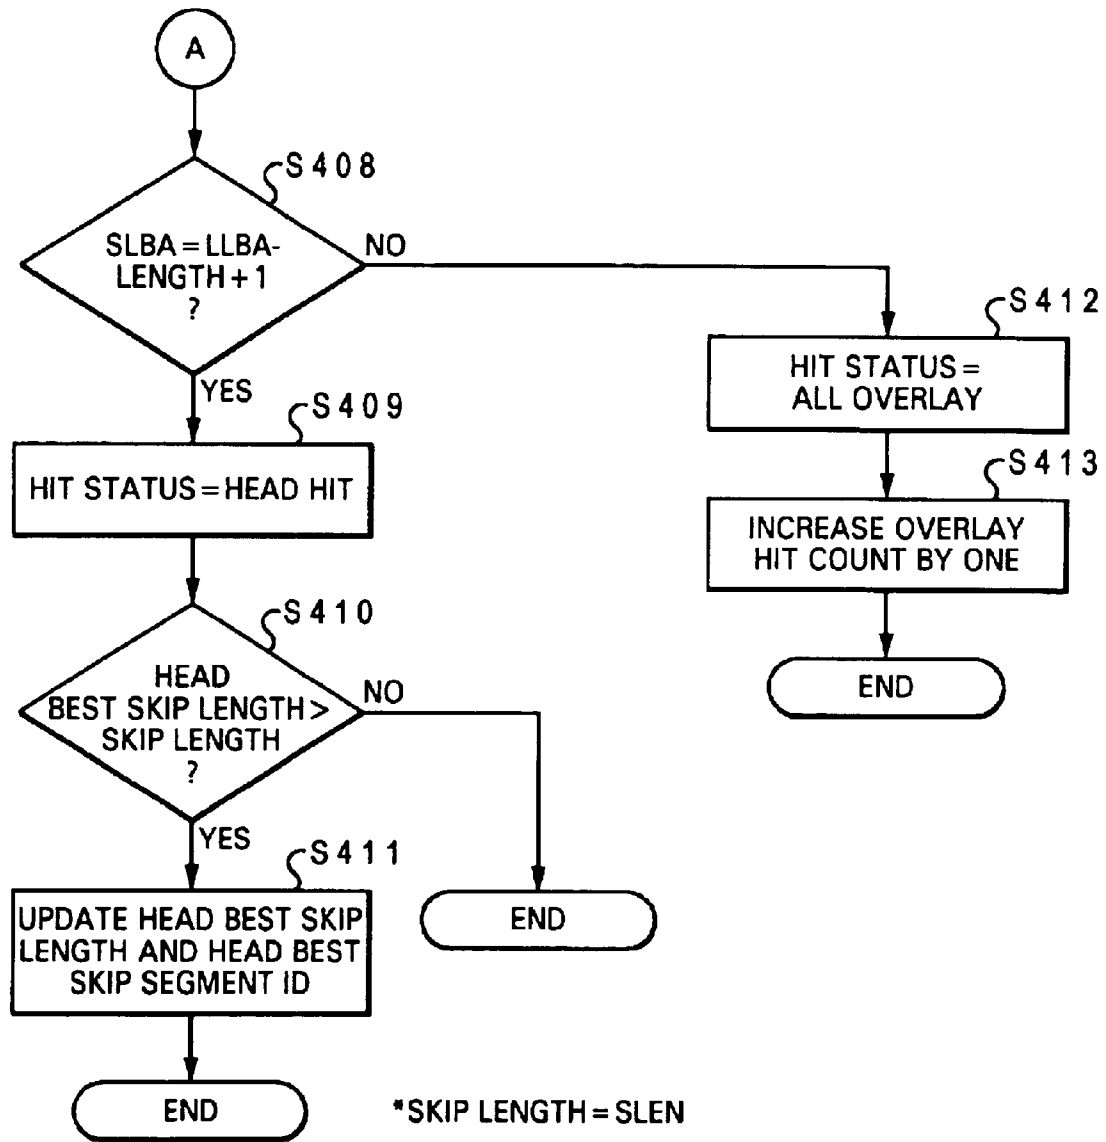 A
S408
SLBA=LLBA-
LENGTH+1
?
NO
YES
S412
HIT STATUS=
ALL OVERLAY
S409
HIT STATUS=HEAD HIT
S413
INCREASE OVERLAY
HIT COUNT BY ONE
END
S410
HEAD
BEST SKIP LENGTH>
SKIP LENGTH
?
NO
YES
S411
UPDATE HEAD BEST SKIP
LENGTH AND HEAD BEST
SKIP SEGMENT ID
END
END
*SKIP LENGTH=SLEN